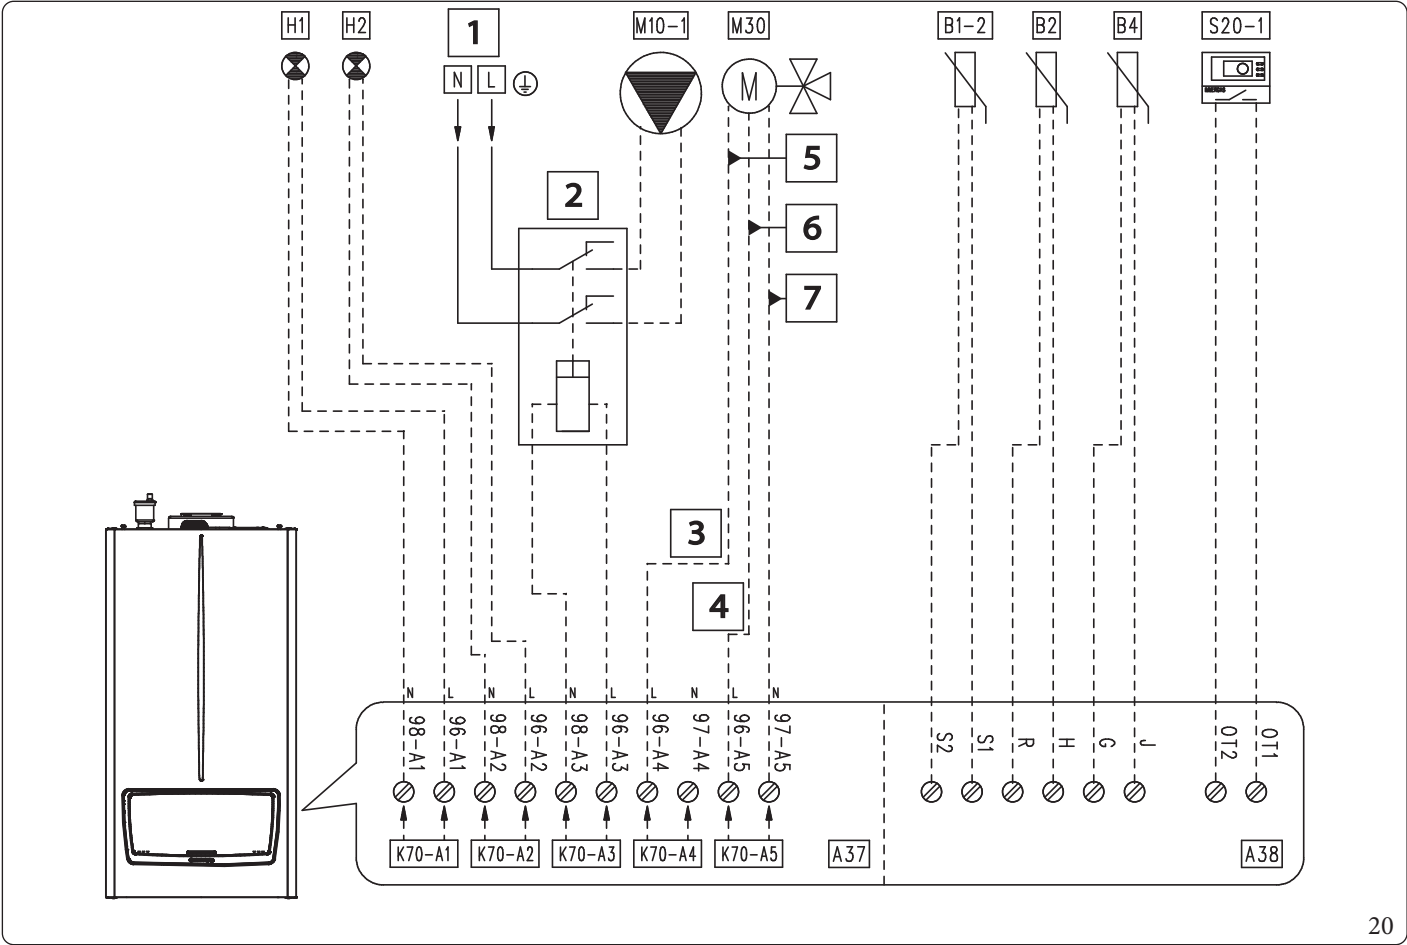 H1 H2 1 M10-1 M30 B1-2 B2 B4 S20-1
N L
M
5
2
6
7
3
4
N L N L N L L N L N
98-A1 96-A1 98-A2 96-A2 98-A3 96-A3 96-A4 97-A4 96-A5 97-A5 S2 S1 R H G J OT2 OT1
K70-A1 K70-A2 K70-A3 K70-A4 K70-A5 A37 A38
20